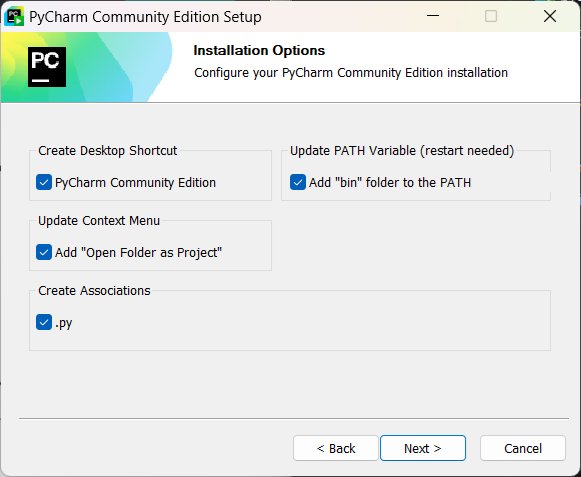 PyCharm Community Edition Setup
PC
Installation Options
Configure your PyCharm Community Edition installation
Create Desktop Shortcut
PyCharm Community Edition
Update PATH Variable (restart needed)
Add "bin" folder to the PATH
Update Context Menu
Add "Open Folder as Project"
Create Associations
.py
< Back
Next >
Cancel